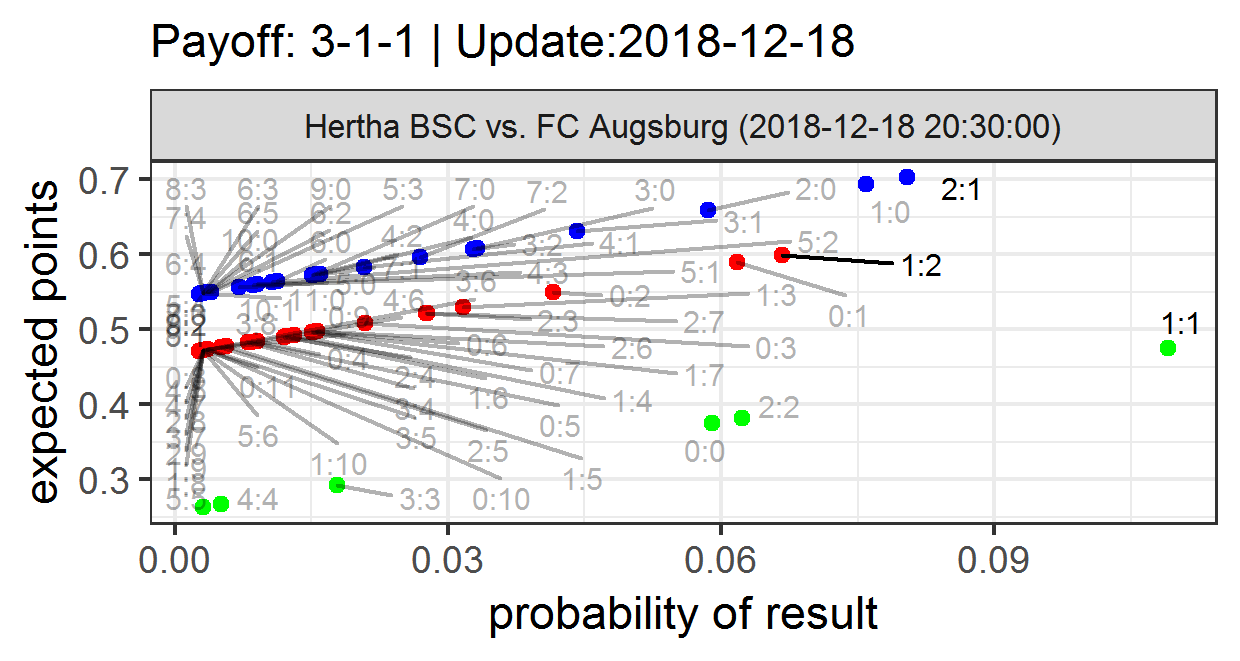 Payoff: 3-1-1 | Update:2018-12-18
Hertha BSC vs. FC Augsburg (2018-12-18 20:30:00)
expected points
0.7
0.6
0.5
0.4
0.3
8:3 6:3 9:0 5:3 7:0 7:2 3:0 2:0 2:1
7:4 6:5 6:2 4:0 3:1 1:0
10:0 6:0 4:2 3:2 4:1 5:2
6:4 6:1 7:1 4:3 5:1 1:2
5:0 3:6
10:1 11:0 4:6 0:2 1:3 0:1
3:8 0:9 2:3 2:7 1:1
0:4 0:6 2:6 0:3
0:11 2:4 0:7 1:7
3:4 1:6 1:4 2:2
5:6 3:5 0:5
2:5 0:0
1:10 1:5
4:4 3:3 0:10
0.00 0.03 0.06 0.09
probability of result